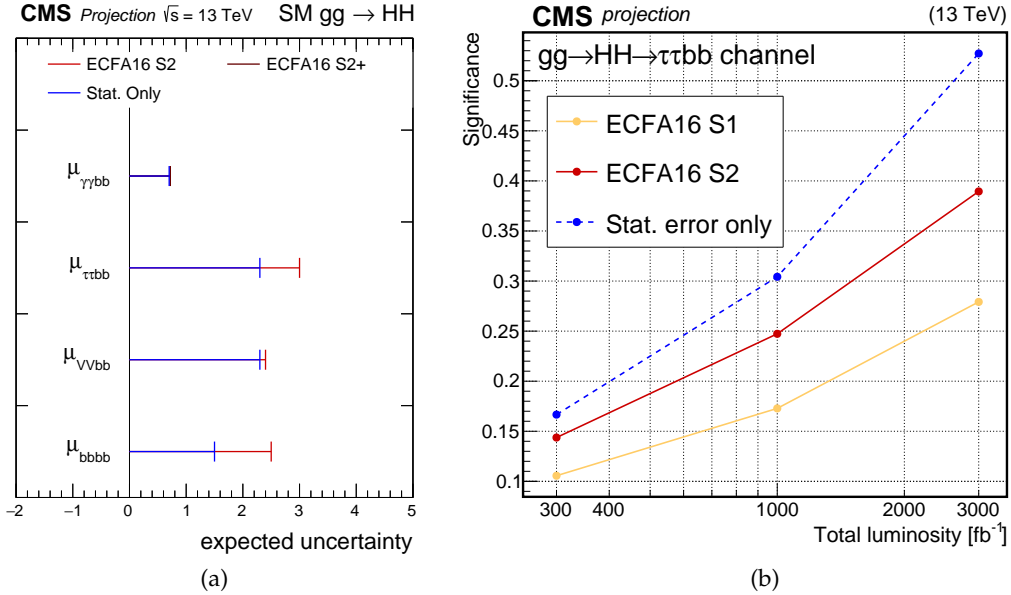 CMS Projection √s = 13 TeV SM gg → HH
ECFA16 S2 ECFA16 S2+
Stat. Only
μγγbb
μττbb
μVVbb
μbbbb
−2 −1 0 1 2 3 4 5
expected uncertainty
(a)
CMS projection (13 TeV)
gg→HH→ττbb channel
Significance
ECFA16 S1
ECFA16 S2
Stat. error only
0.5
0.45
0.4
0.35
0.3
0.25
0.2
0.15
0.1
300 400 1000 2000 3000
Total luminosity [fb⁻¹]
(b)